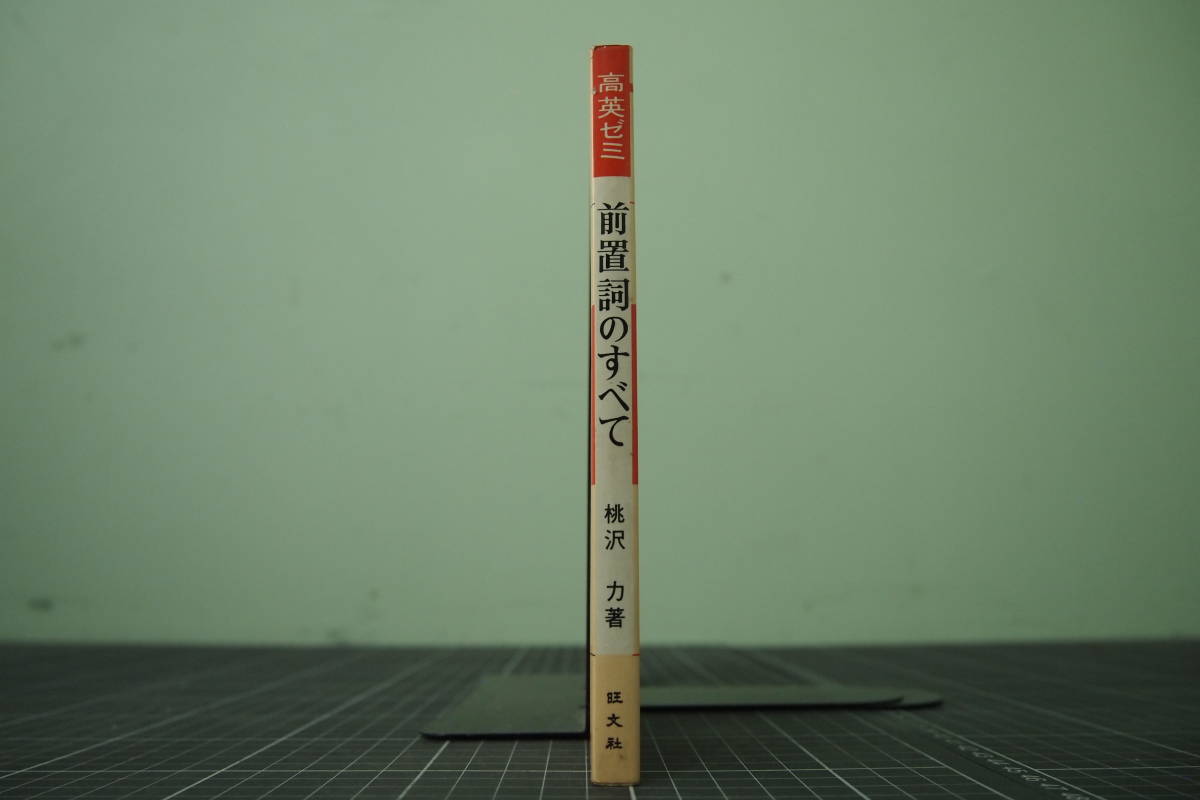 高英ゼミ
前置詞のすべて
桃沢 力著
旺文社